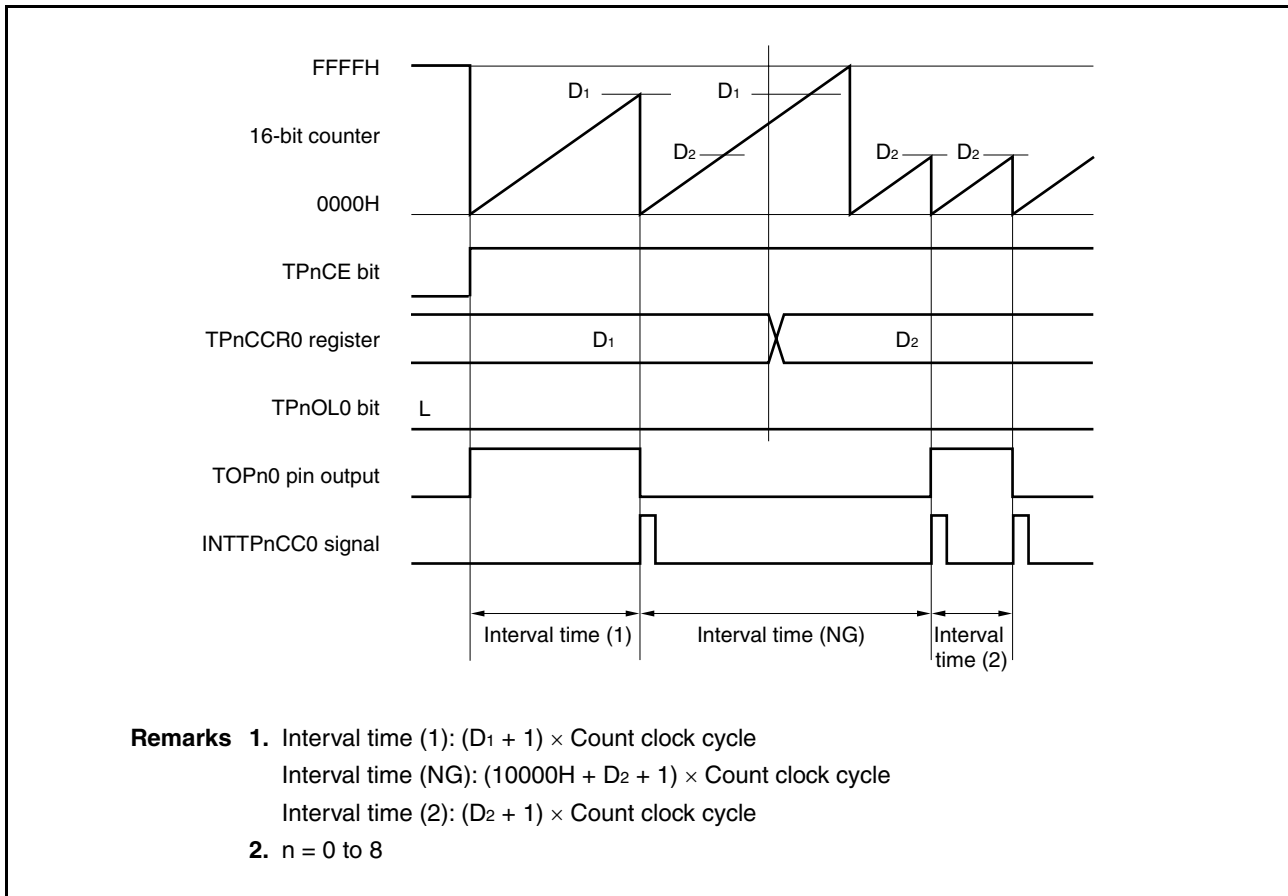 FFFFH
D1 D1
16-bit counter
D2 D2 D2
0000H
TPnCE bit
TPnCCR0 register D1 D2
TPnOL0 bit L
TOPn0 pin output
INTTPnCC0 signal
Interval time (1) Interval time (NG) Interval
time (2)
Remarks 1. Interval time (1): (D1 + 1) × Count clock cycle
Interval time (NG): (10000H + D2 + 1) × Count clock cycle
Interval time (2): (D2 + 1) × Count clock cycle
2. n = 0 to 8